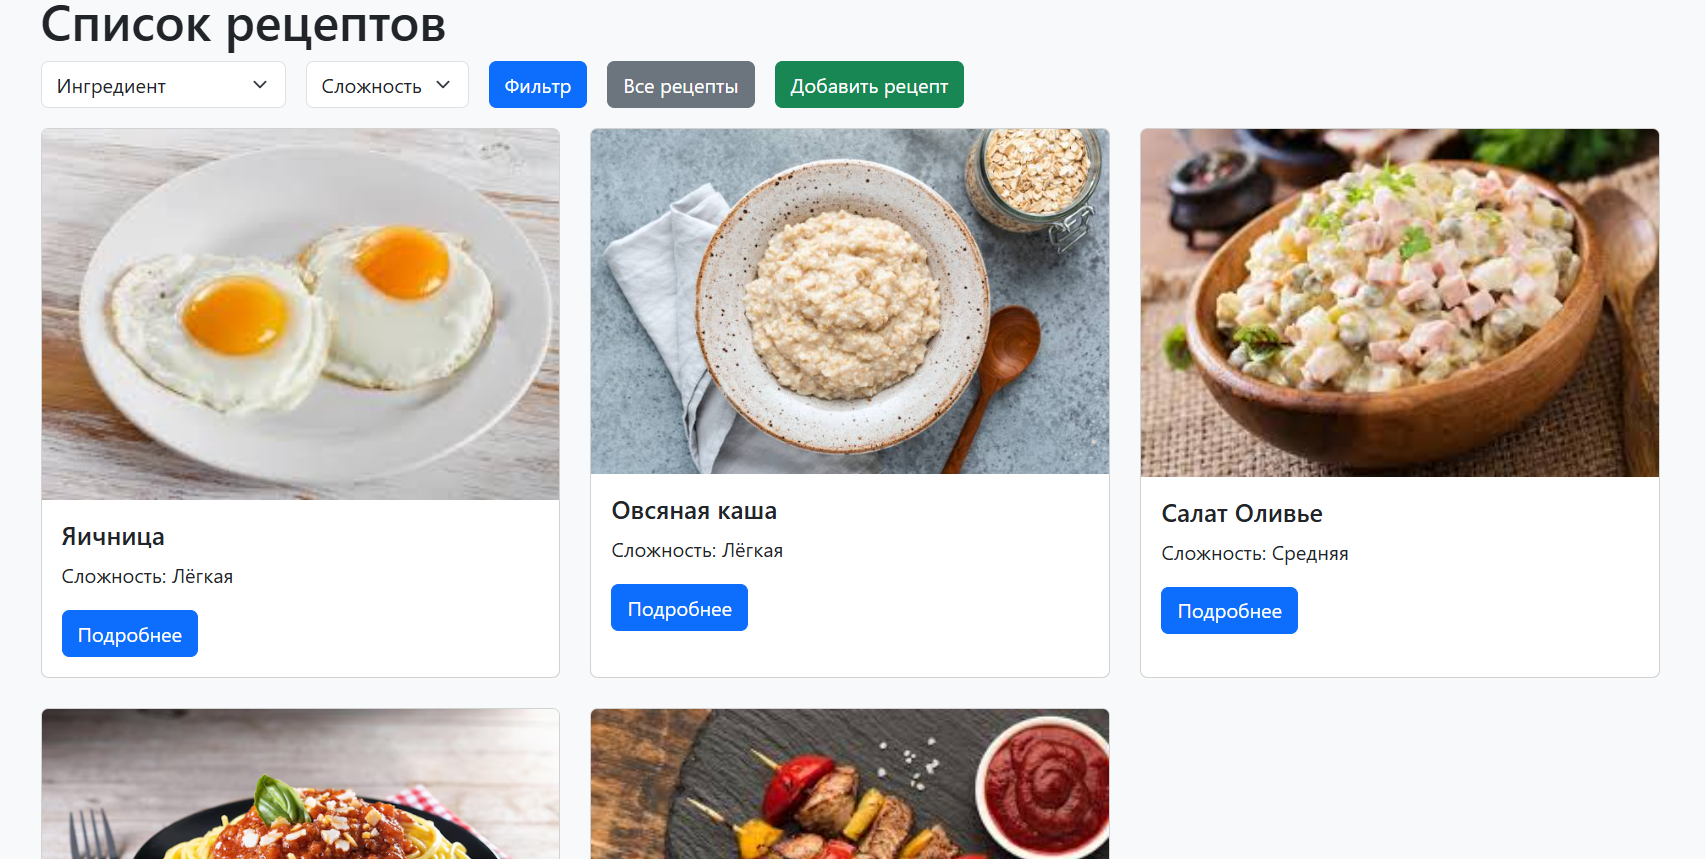 Список рецептов
Ингредиент
Сложность
Фильтр
Все рецепты
Добавить рецепт
Яичница
Сложность: Лёгкая
Подробнее
Овсяная каша
Сложность: Лёгкая
Подробнее
Салат Оливье
Сложность: Средняя
Подробнее